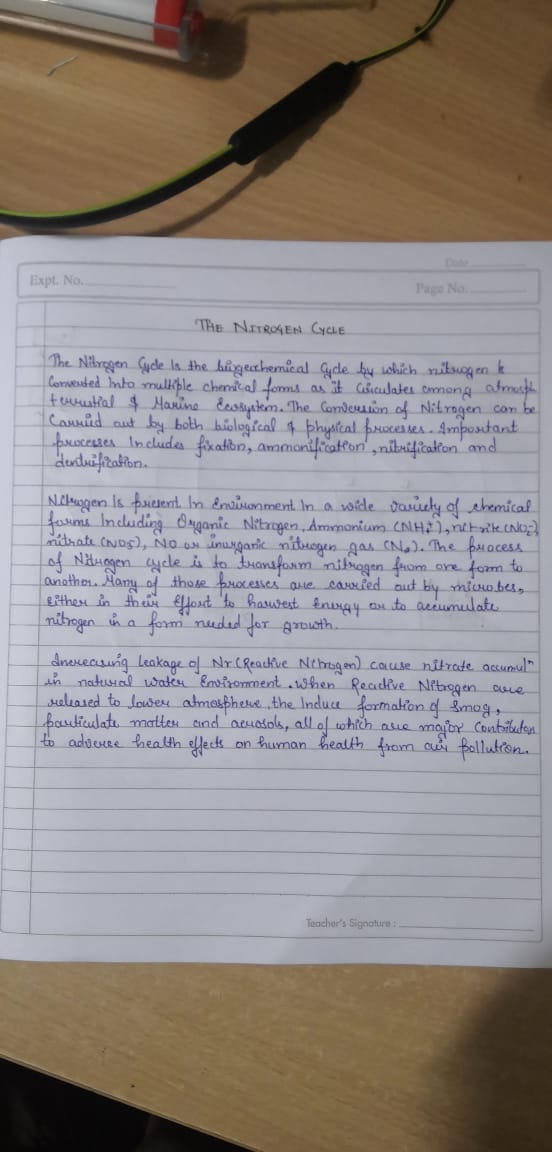 Date
Expt. No.
Page No.
THE NITROGEN CYCLE
The Nitrogen Cycle Is the biogeochemical Cycle by which nitrogen is
Converted Into multiple chemical forms as it Circulates among atmosph
terrestial & Marine Ecosystem. The Conversion of Nitrogen can be
Carried out by both biological & physical processes. Important
processes Includes fixation, ammonification, nitrification and
denitrification.
Nitrogen Is present In Environment In a wide variety of chemical
forms Including Organic Nitrogen, Ammonium (NH4+), nitrite (NO2-),
nitrate (NO3-), NO or inorganic nitrogen gas (N2). The process
of Nitrogen cycle is to transform nitrogen from one form to
another. Many of those processes are carried out by microbes,
Either in their Effort to harvest Energy or to accumulate
nitrogen in a form needed for growth.
Increasing Leakage of Nr (Reactive Nitrogen) cause nitrate accumulⁿ
in natural water Environment. When Reactive Nitrogen are
released to lower atmosphere, the Induce formation of Smog,
particulate matter and aerosols, all of which are major Contributon
to adverse health effects on human health from air pollution.
Teacher's Signature :